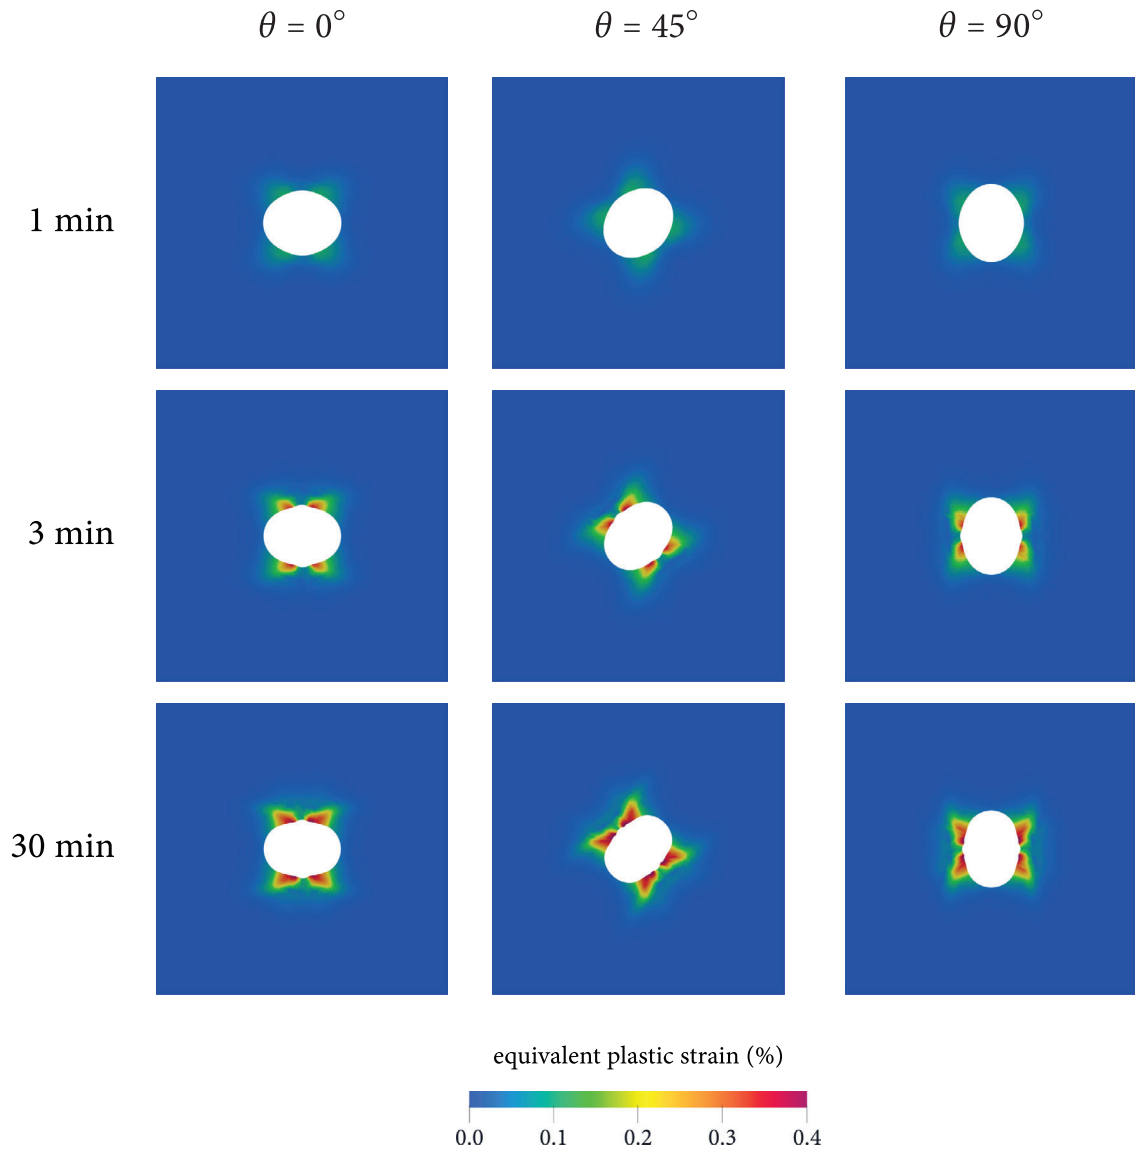 θ = 0° θ = 45° θ = 90°
1 min
3 min
30 min
equivalent plastic strain (%)
0.0 0.1 0.2 0.3 0.4